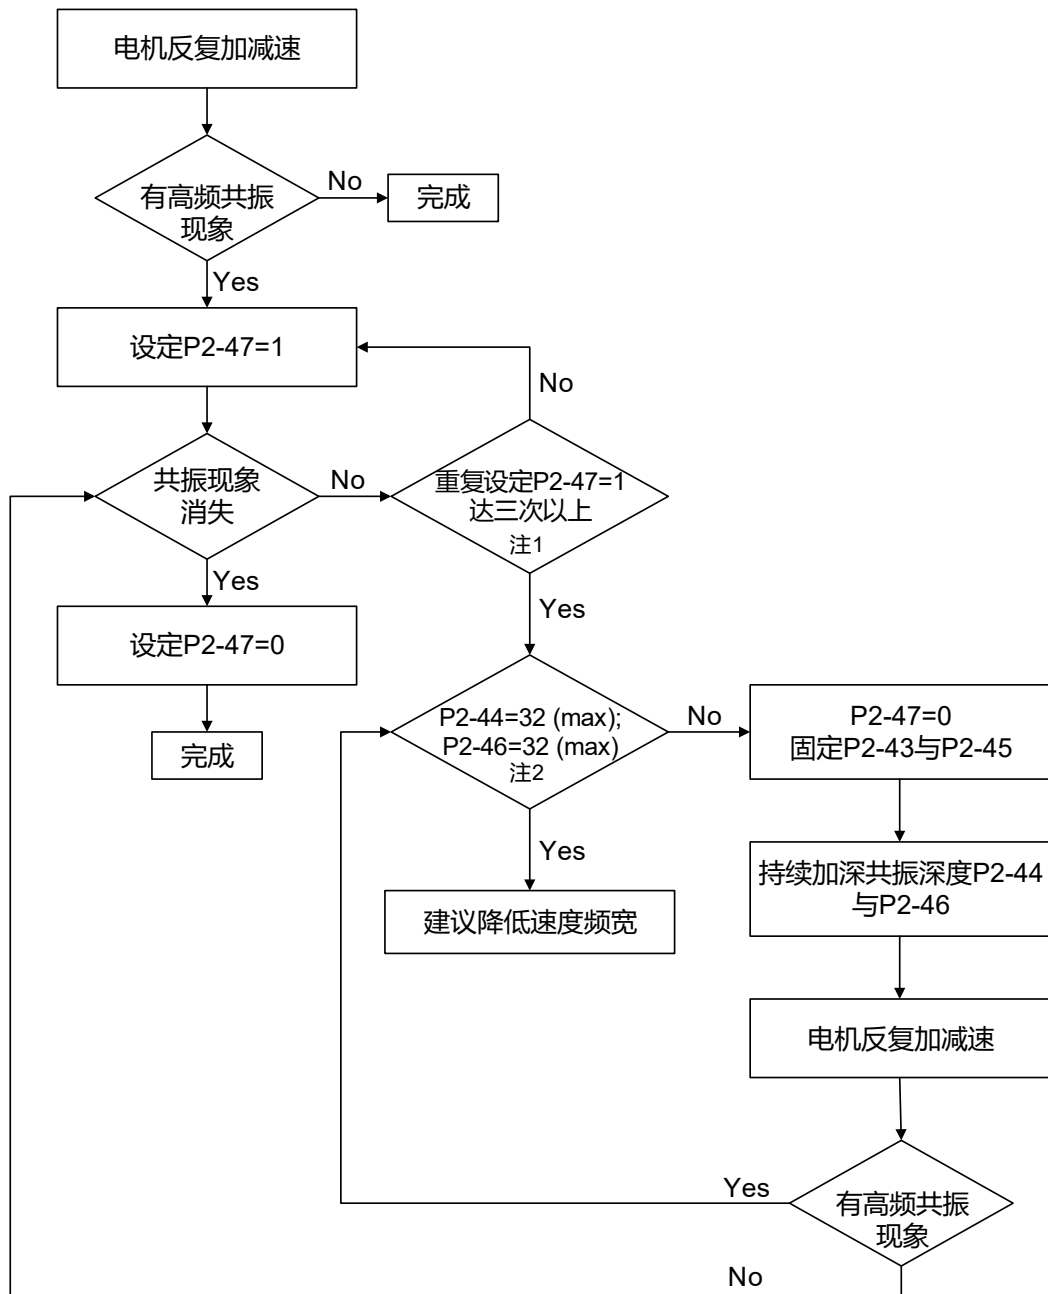 电机反复加减速
有高频共振
现象
No
完成
Yes
设定P2-47=1
No
共振现象
消失
No
重复设定P2-47=1
达三次以上
注1
Yes
Yes
设定P2-47=0
完成
P2-44=32 (max);
P2-46=32 (max)
注2
No
P2-47=0
固定P2-43与P2-45
Yes
建议降低速度频宽
持续加深共振深度P2-44
与P2-46
电机反复加减速
Yes
有高频共振
现象
No